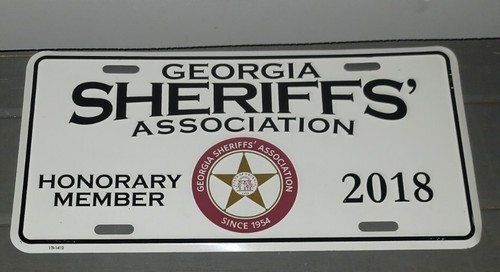 GEORGIA
SHERIFFS'
ASSOCIATION
HONORARY
MEMBER
GEORGIA SHERIFFS' ASSOCIATION
SINCE 1954
2018